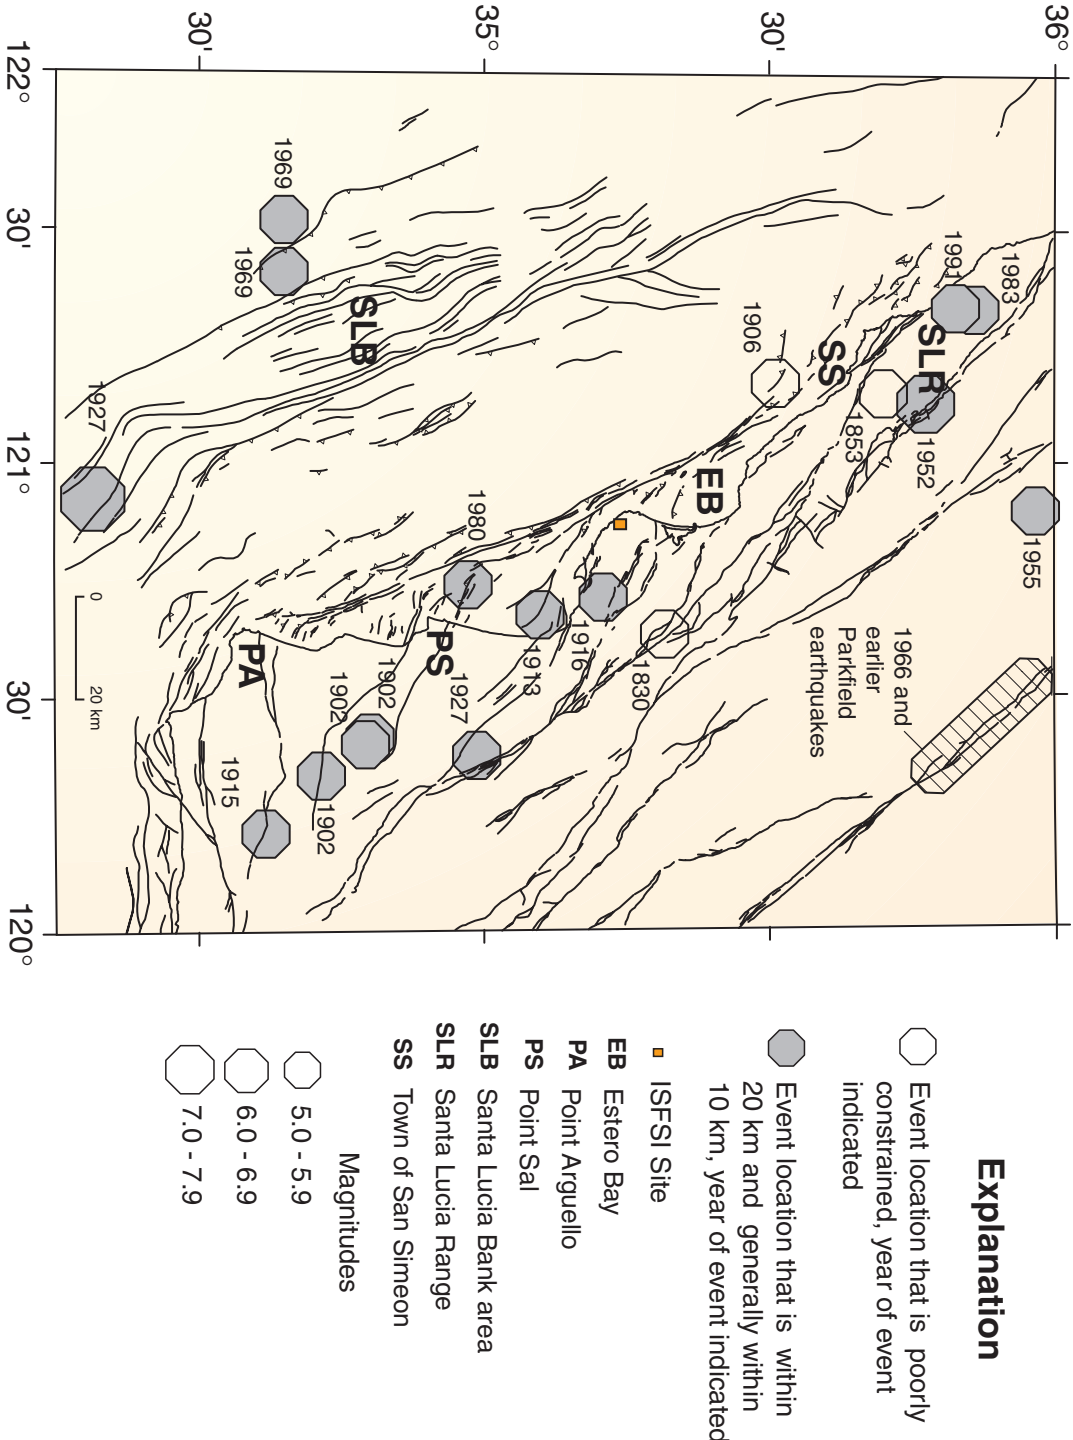 36°
30'
35°
30'
122°
30'
121°
30'
120°
1983
1991
SLR
1952
1853
SS
1906
1955
1966 and
earlier
Parkfield
earthquakes
EB
1830
1916
1913
1980
PS
1927
1902
1902
1902
1915
PA
SLB
1969
1969
1927
0
20 km
Explanation
Event location that is poorly
constrained, year of event
indicated
Event location that is within
20 km and generally within
10 km, year of event indicated
ISFSI Site
EB Estero Bay
PA Point Arguello
PS Point Sal
SLB Santa Lucia Bank area
SLR Santa Lucia Range
SS Town of San Simeon
Magnitudes
5.0 - 5.9
6.0 - 6.9
7.0 - 7.9